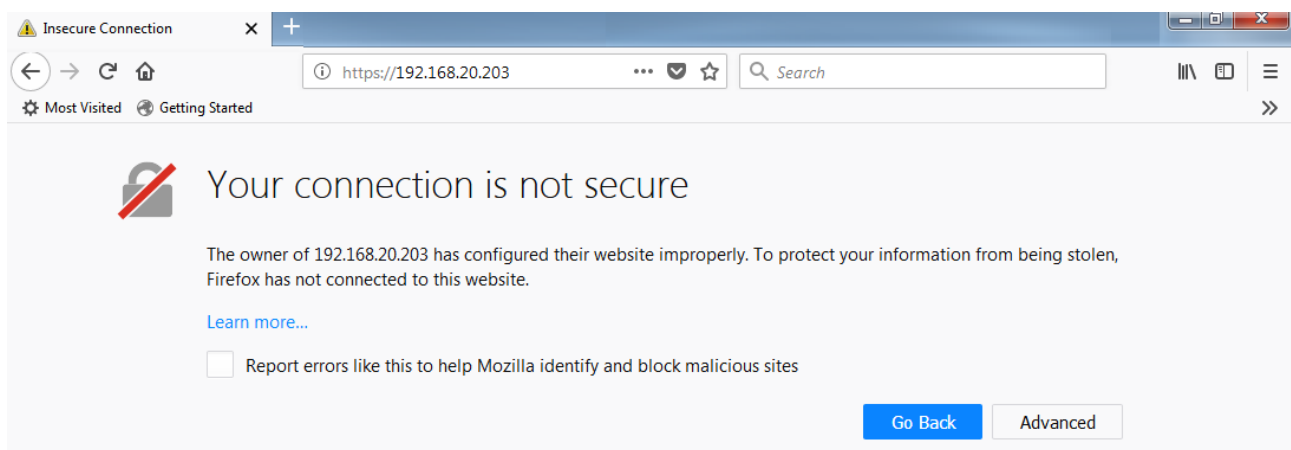 Insecure Connection
https://192.168.20.203
Search
Most Visited Getting Started
Your connection is not secure
The owner of 192.168.20.203 has configured their website improperly. To protect your information from being stolen,
Firefox has not connected to this website.
Learn more...
Report errors like this to help Mozilla identify and block malicious sites
Go Back Advanced